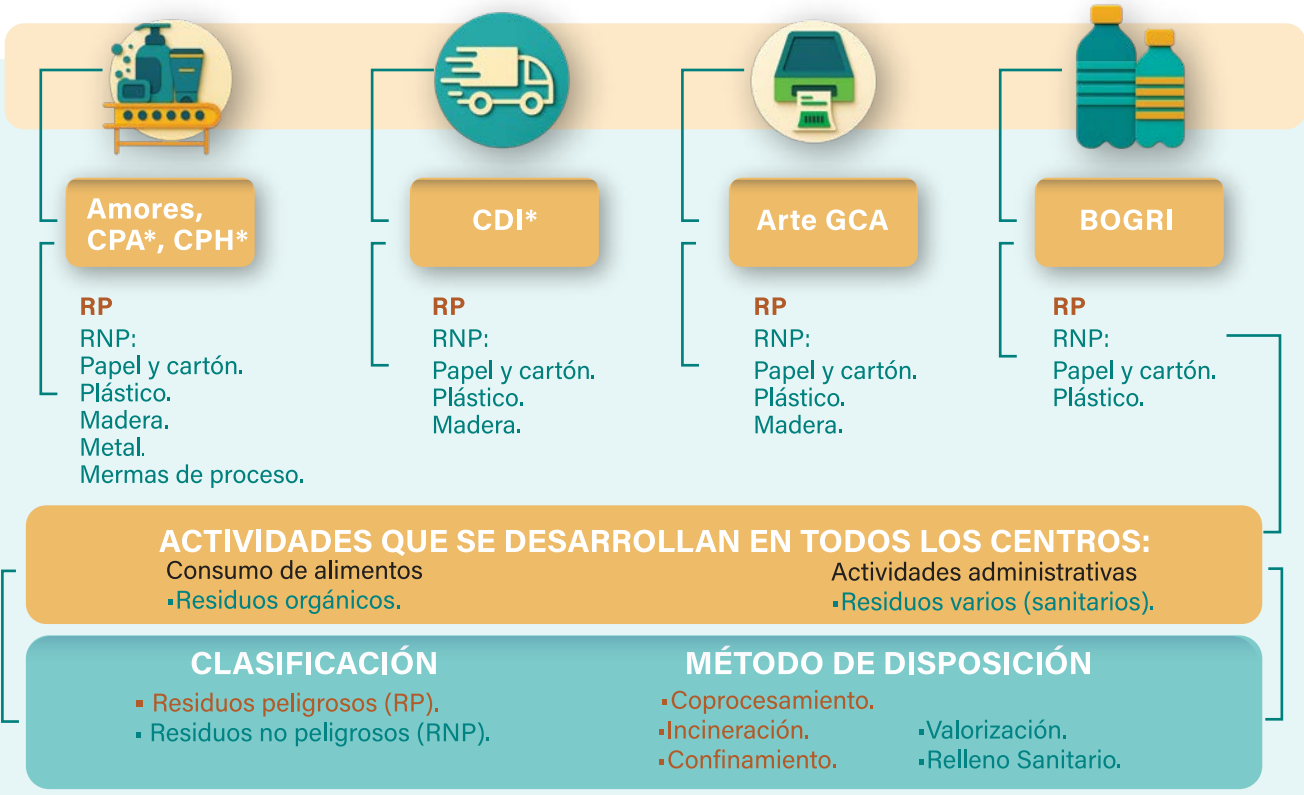 Amores,
CPA*, CPH*
RP
RNP:
Papel y cartón.
Plástico.
Madera.
Metal.
Mermas de proceso.
CDI*
RP
RNP:
Papel y cartón.
Plástico.
Madera.
Arte GCA
RP
RNP:
Papel y cartón.
Plástico.
Madera.
BOGRI
RP
RNP:
Papel y cartón.
Plástico.
ACTIVIDADES QUE SE DESARROLLAN EN TODOS LOS CENTROS:
Consumo de alimentos
▪Residuos orgánicos.
Actividades administrativas
▪Residuos varios (sanitarios).
CLASIFICACIÓN
▪ Residuos peligrosos (RP).
▪ Residuos no peligrosos (RNP).
MÉTODO DE DISPOSICIÓN
▪Coprocesamiento.
▪Incineración.
▪Confinamiento.
▪Valorización.
▪Relleno Sanitario.